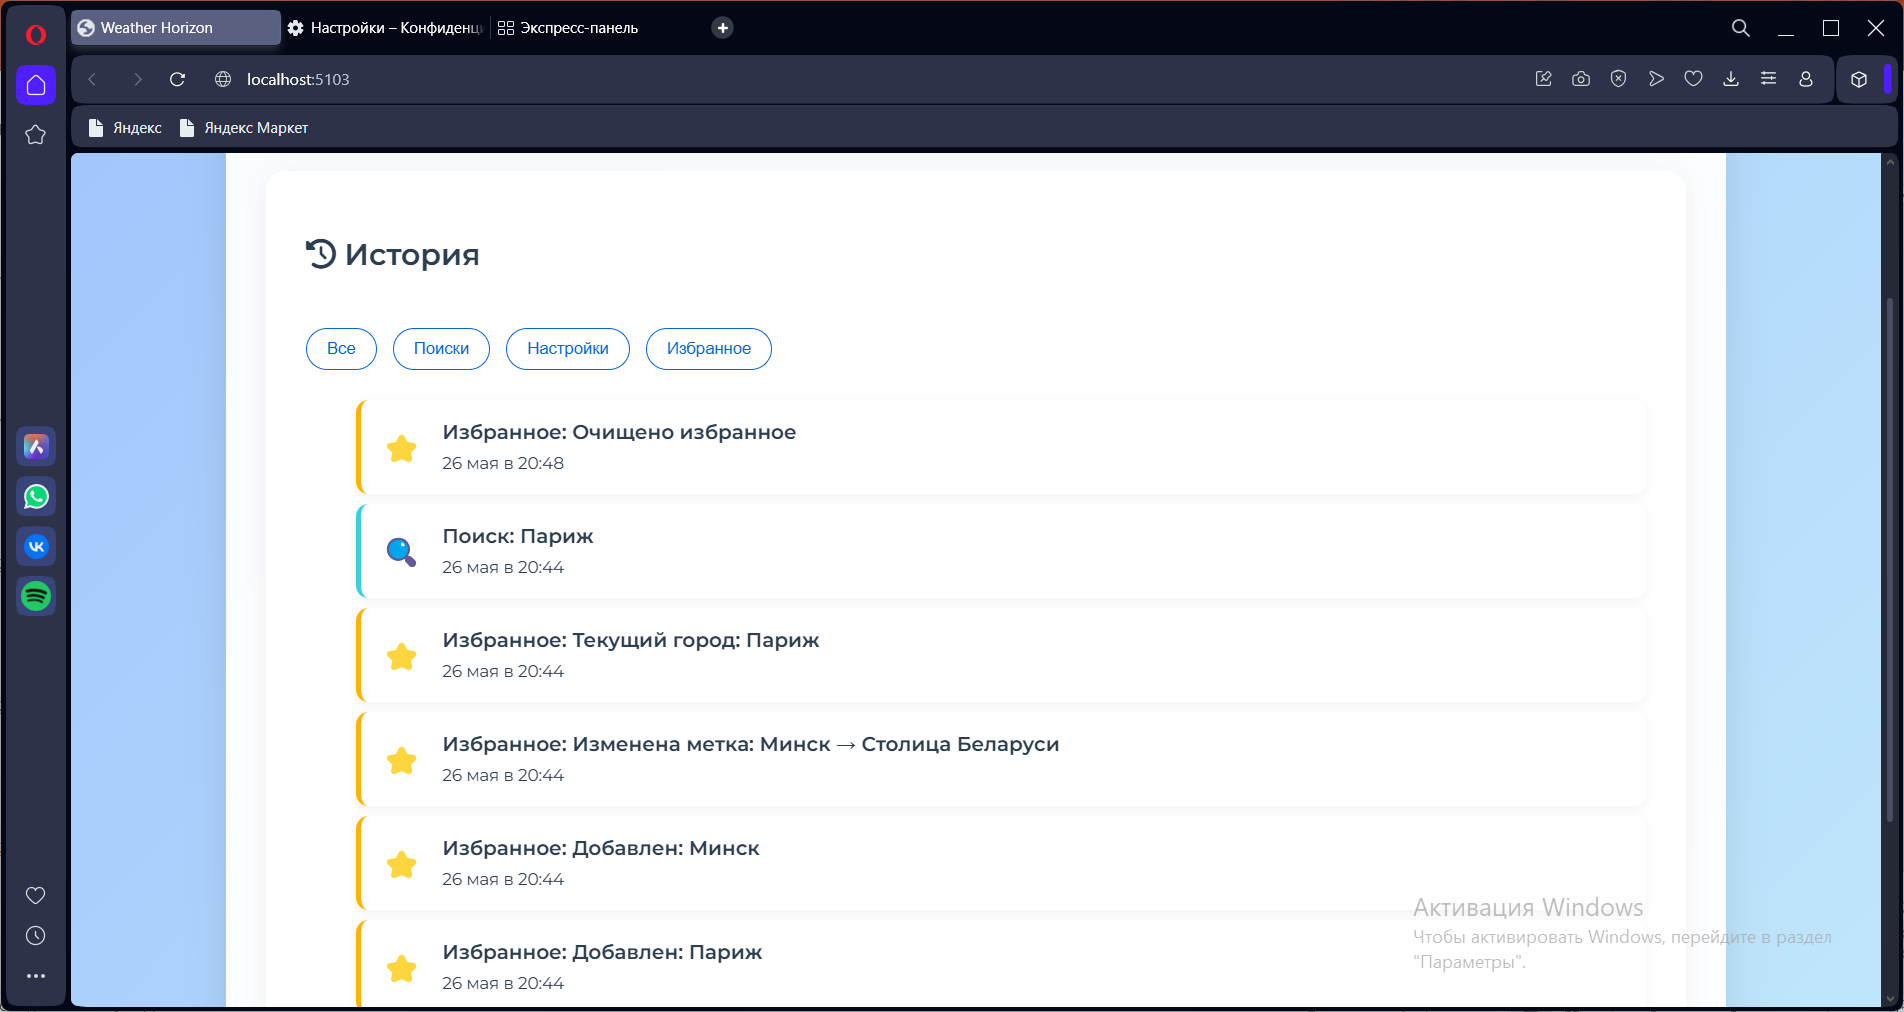 Weather Horizon
Настройки – Конфиденц
Экспресс-панель
localhost:5103
Яндекс
Яндекс Маркет
История
Все
Поиски
Настройки
Избранное
Избранное: Очищено избранное
26 мая в 20:48
Поиск: Париж
26 мая в 20:44
Избранное: Текущий город: Париж
26 мая в 20:44
Избранное: Изменена метка: Минск → Столица Беларуси
26 мая в 20:44
Избранное: Добавлен: Минск
26 мая в 20:44
Избранное: Добавлен: Париж
26 мая в 20:44
Активация Windows
Чтобы активировать Windows, перейдите в раздел
"Параметры".